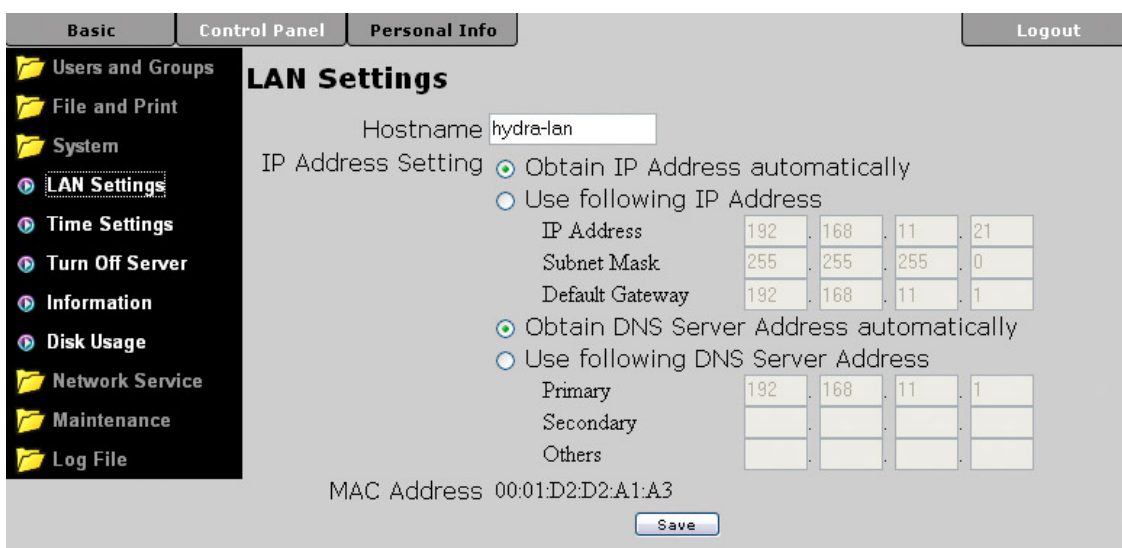 Basic Control Panel Personal Info Logout
Users and Groups
File and Print
System
LAN Settings
Time Settings
Turn Off Server
Information
Disk Usage
Network Service
Maintenance
Log File
LAN Settings
Hostname hydra-lan
IP Address Setting Obtain IP Address automatically
Use following IP Address
IP Address 192 . 168 . 11 . 21
Subnet Mask 255 . 255 . 255 . 0
Default Gateway 192 . 168 . 11 . 1
Obtain DNS Server Address automatically
Use following DNS Server Address
Primary 192 . 168 . 11 . 1
Secondary . . .
Others . . .
MAC Address 00:01:D2:D2:A1:A3
Save